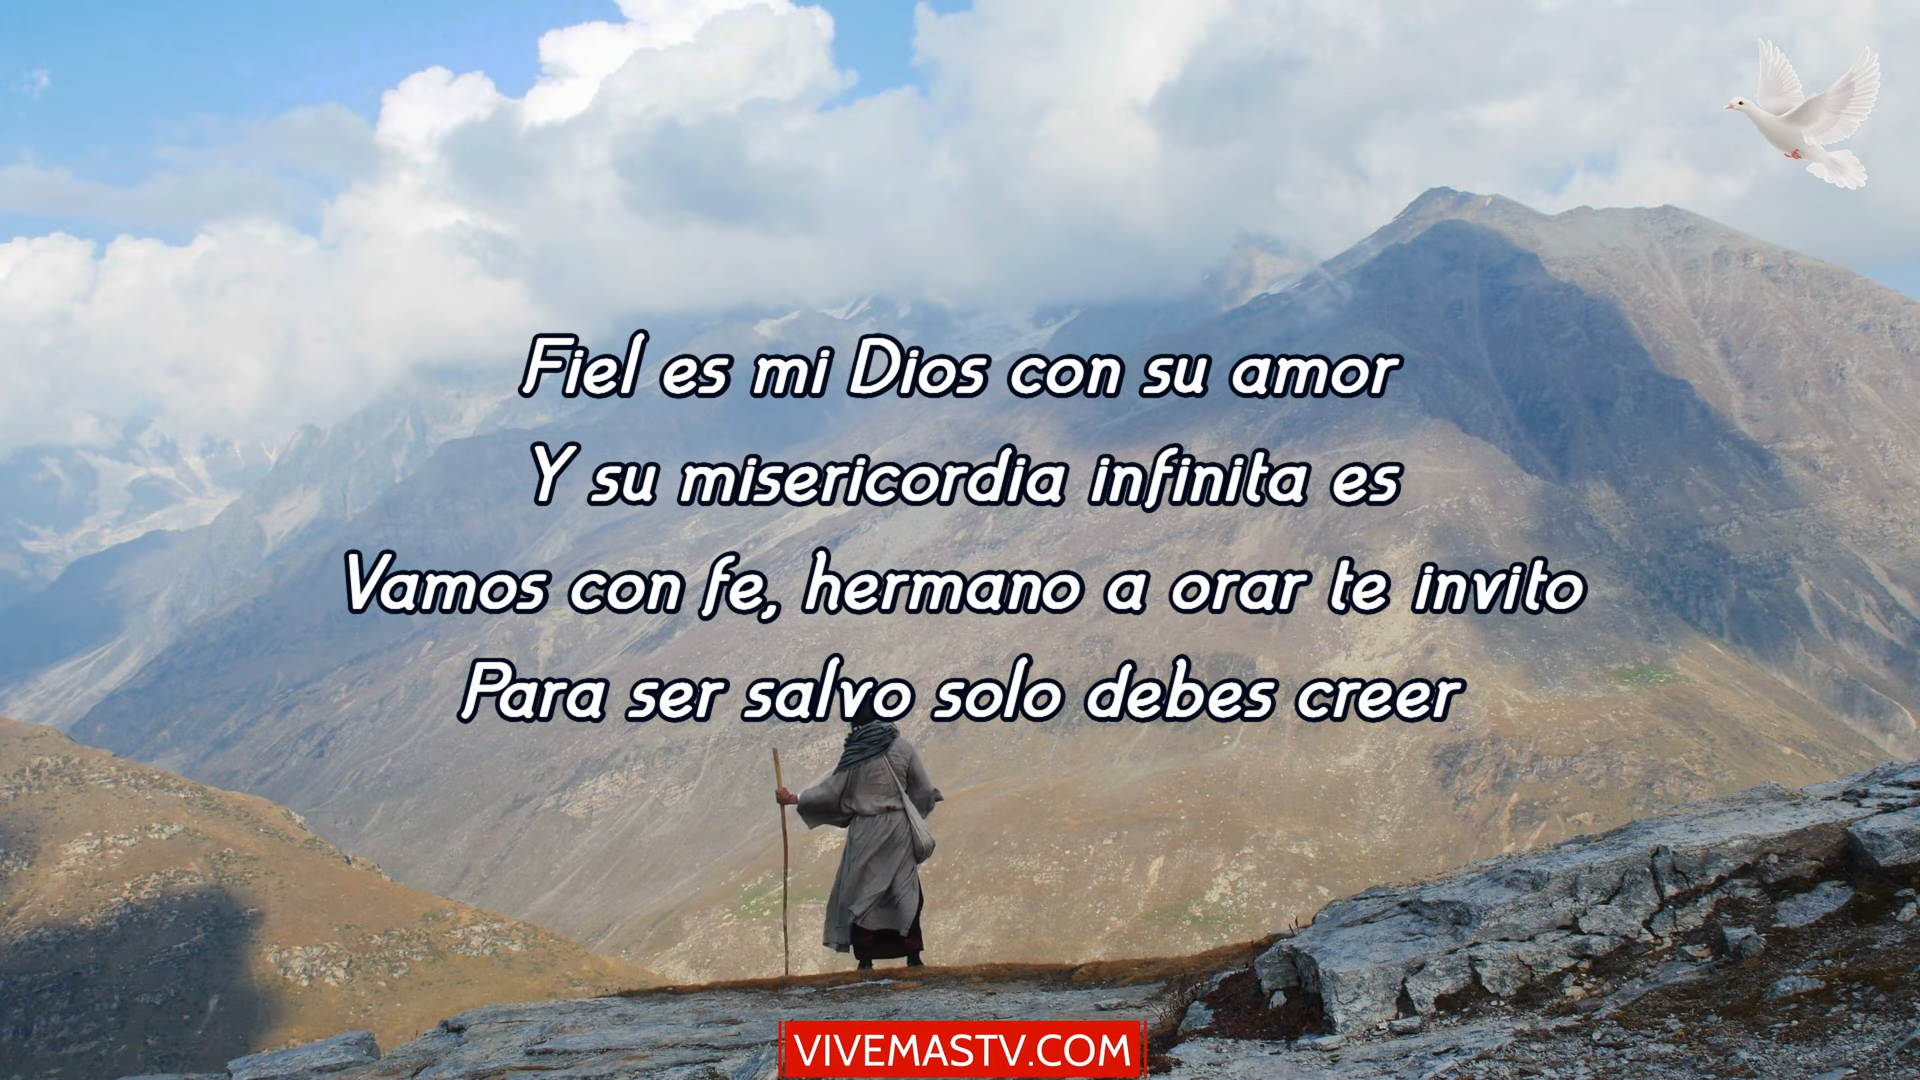 Fiel es mi Dios con su amor
Y su misericordia infinita es
Vamos con fe, hermano a orar te invito
Para ser salvo solo debes creer
VIVEMASTV.COM